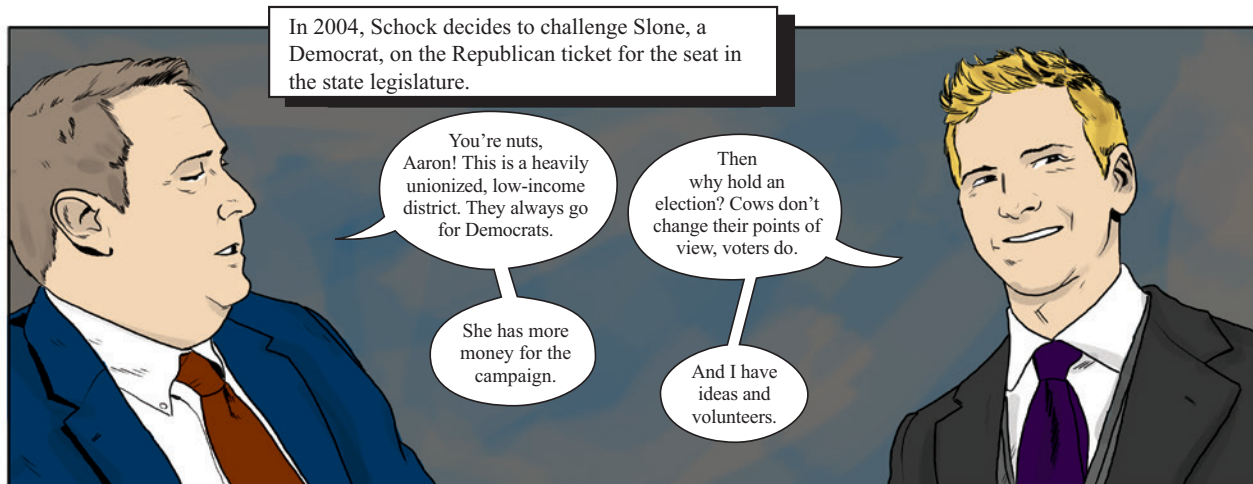 In 2004, Schock decides to challenge Slone, a
Democrat, on the Republican ticket for the seat in
the state legislature.
You’re nuts,
Aaron! This is a heavily
unionized, low-income
district. They always go
for Democrats.
She has more
money for the
campaign.
Then
why hold an
election? Cows don’t
change their points of
view, voters do.
And I have
ideas and
volunteers.